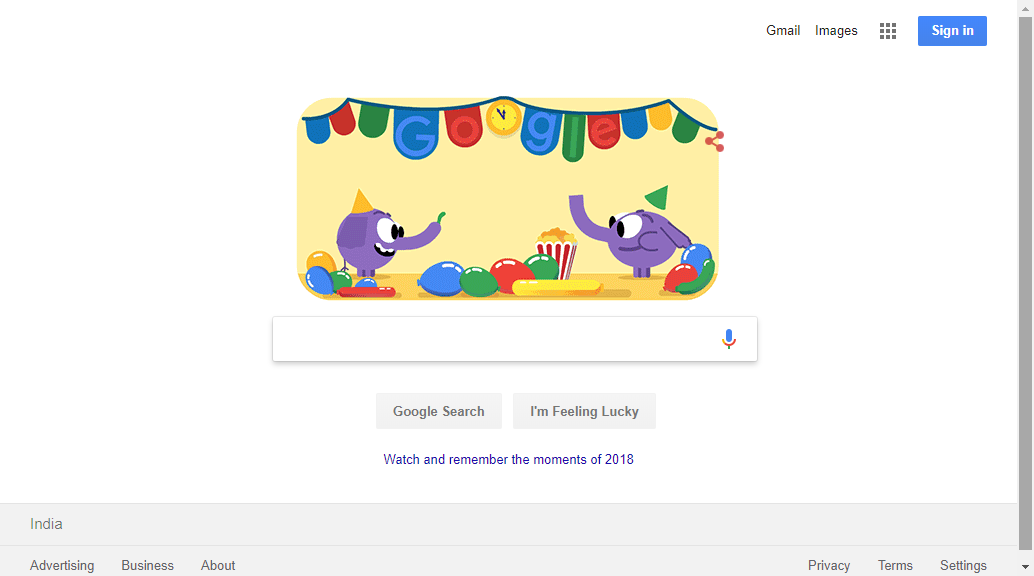 Gmail Images Sign in
Google
Google Search I'm Feeling Lucky
Watch and remember the moments of 2018
India
Advertising Business About Privacy Terms Settings